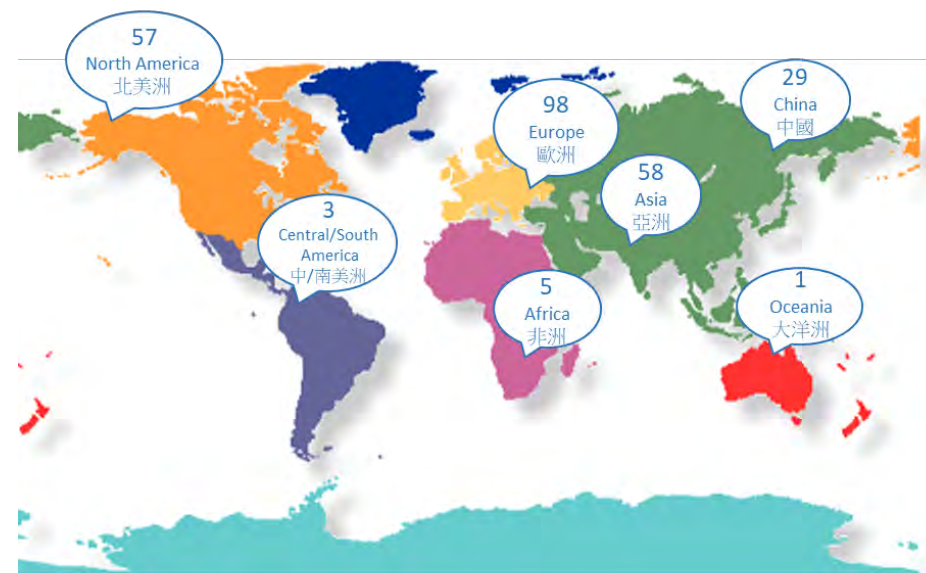 57
North America
北美洲
29
China
中國
98
Europe
歐洲
58
Asia
亞洲
3
Central/South
America
中/南美洲
5
Africa
非洲
1
Oceania
大洋洲